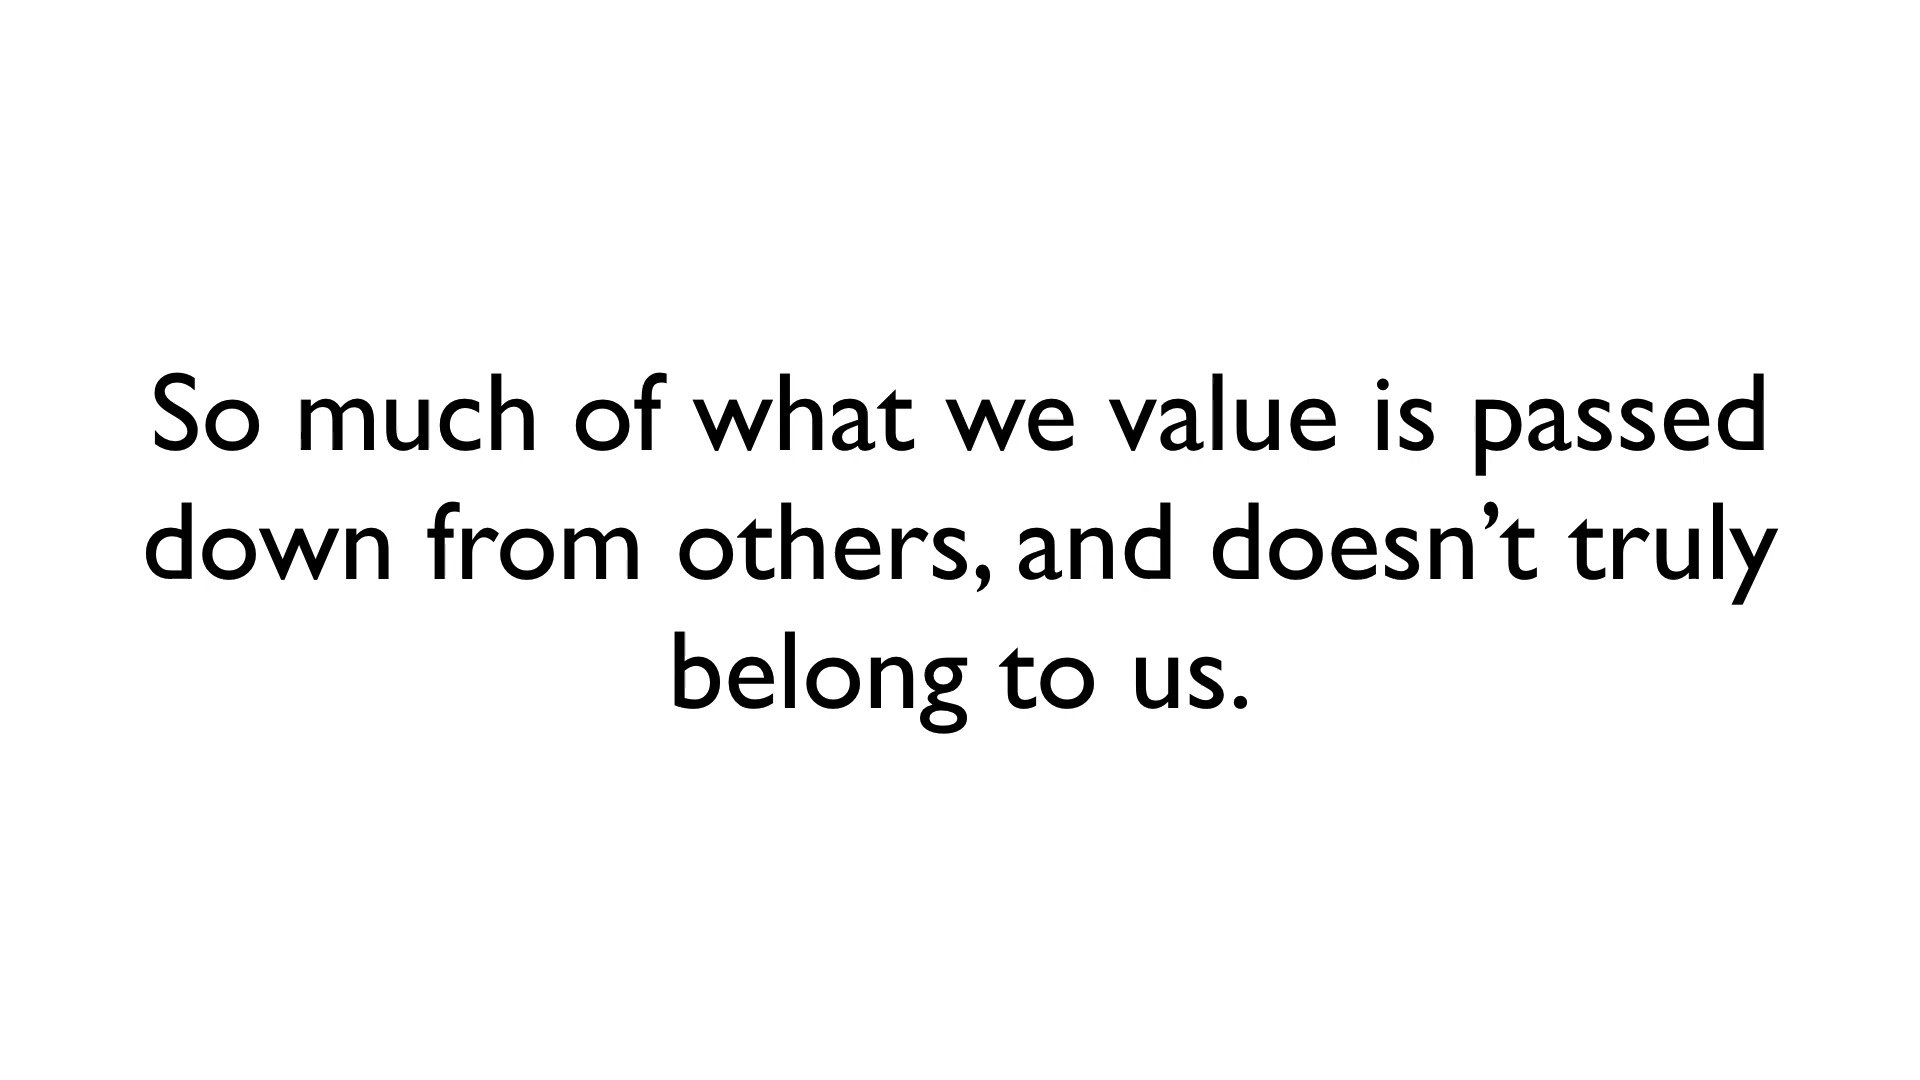 So much of what we value is passed
down from others, and doesn’t truly
belong to us.